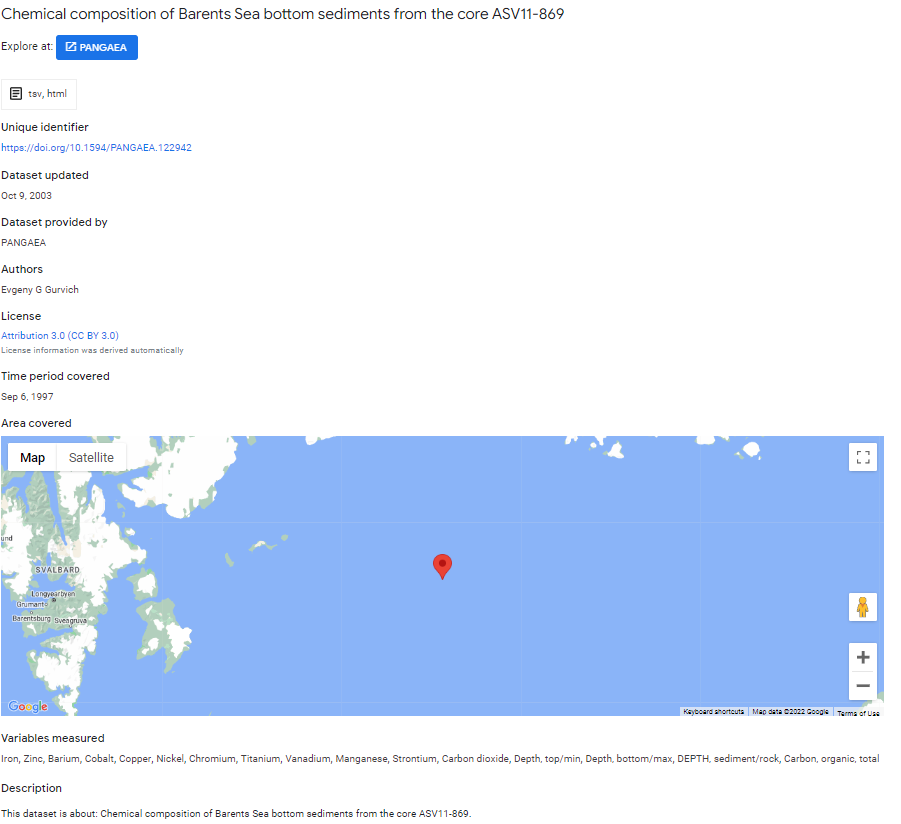 Chemical composition of Barents Sea bottom sediments from the core ASV11-869
Explore at: PANGAEA
tsv, html
Unique identifier
https://doi.org/10.1594/PANGAEA.122942
Dataset updated
Oct 9, 2003
Dataset provided by
PANGAEA
Authors
Evgeny G Gurvich
License
Attribution 3.0 (CC BY 3.0)
License information was derived automatically
Time period covered
Sep 6, 1997
Area covered
Map Satellite
und
SVALBARD
Longyearbyen
Grumant
Barentsburg Sveagruva
Google
Keyboard shortcuts Map data ©2022 Google Terms of Use
Variables measured
Iron, Zinc, Barium, Cobalt, Copper, Nickel, Chromium, Titanium, Vanadium, Manganese, Strontium, Carbon dioxide, Depth, top/min, Depth, bottom/max, DEPTH, sediment/rock, Carbon, organic, total
Description
This dataset is about: Chemical composition of Barents Sea bottom sediments from the core ASV11-869.